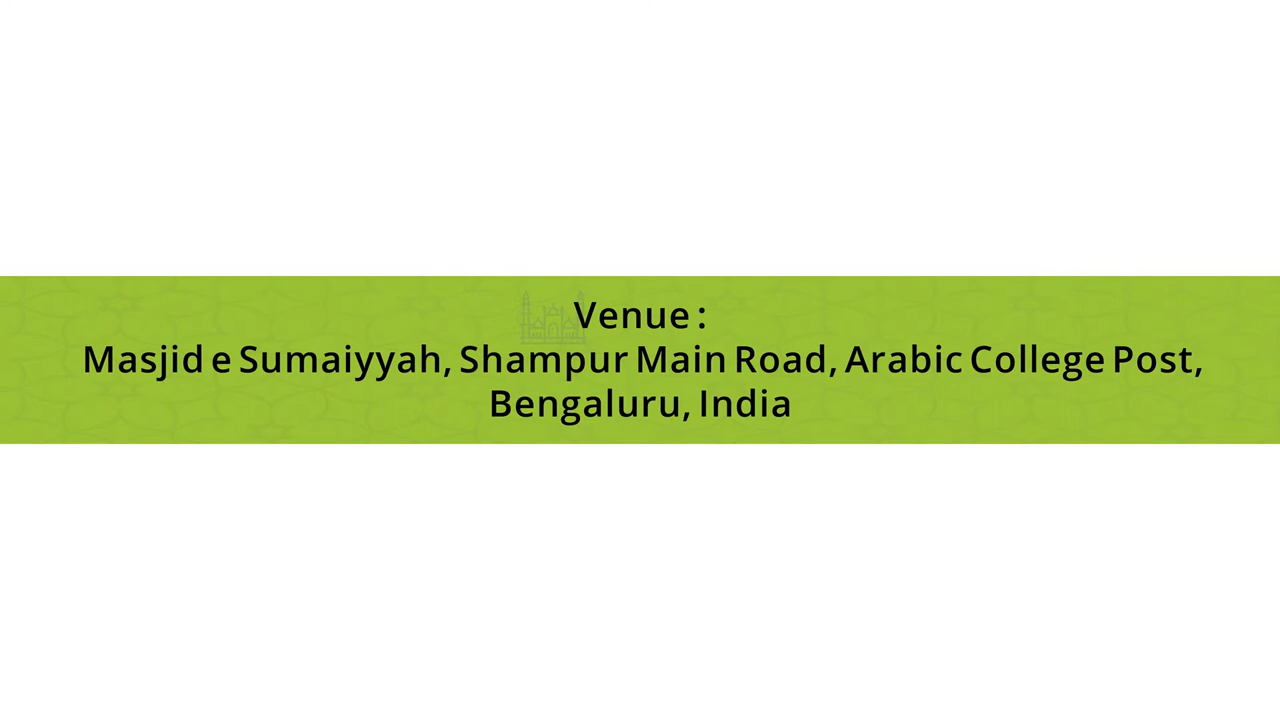 Venue :
Masjid e Sumaiyyah, Shampur Main Road, Arabic College Post,
Bengaluru, India